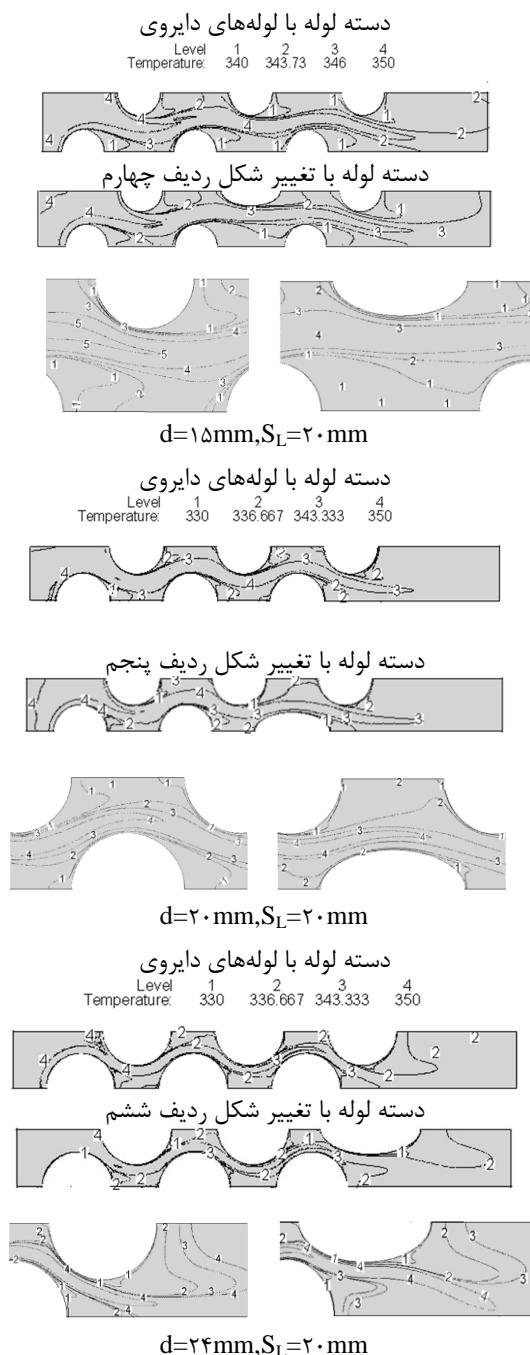 دسته لوله با لوله‌های دایروی
Level 1 2 3 4
Temperature: 340 343.73 346 350
دسته لوله با تغییر شکل ردیف چهارم
d=۱۵mm,SL=۲۰mm
دسته لوله با لوله‌های دایروی
Level 1 2 3 4
Temperature: 330 336.667 343.333 350
دسته لوله با تغییر شکل ردیف پنجم
d=۲۰mm,SL=۲۰mm
دسته لوله با لوله‌های دایروی
Level 1 2 3 4
Temperature: 330 336.667 343.333 350
دسته لوله با تغییر شکل ردیف ششم
d=۲۴mm,SL=۲۰mm